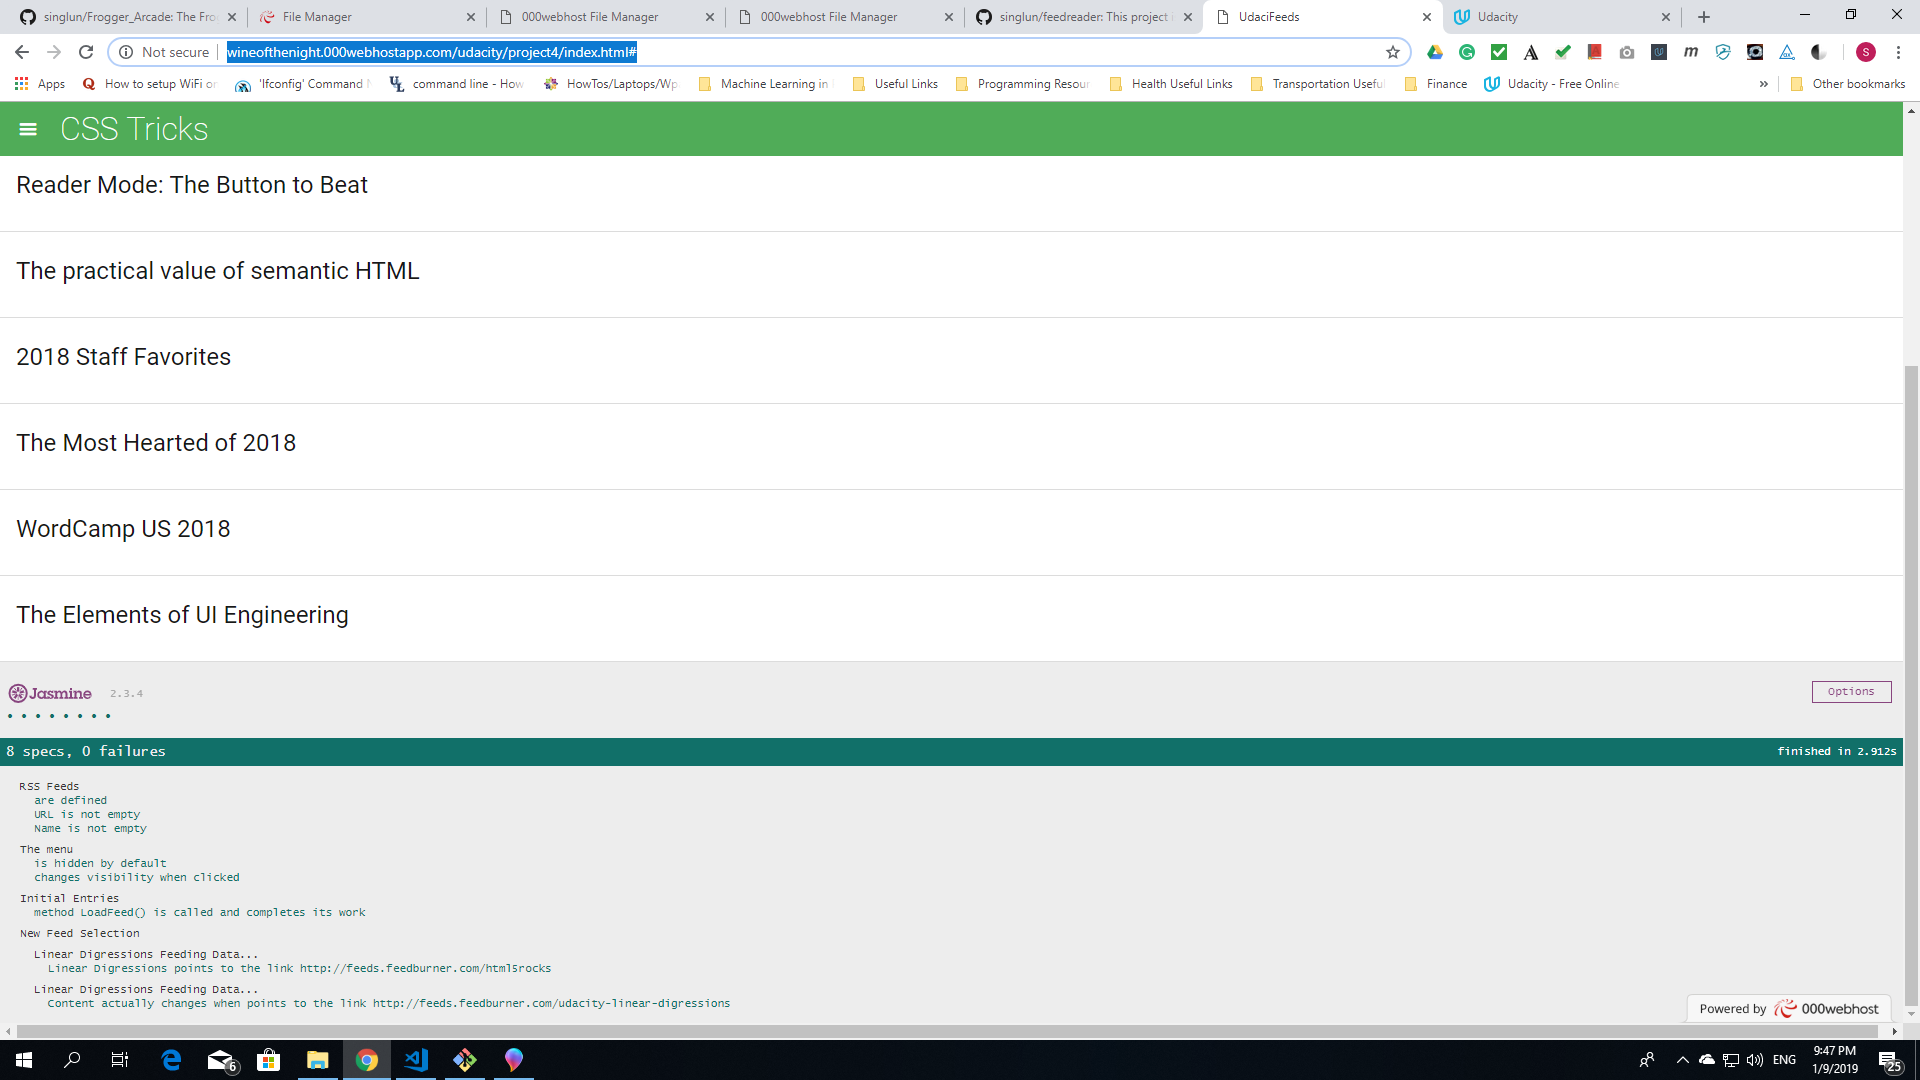 singlun/Frogger_Arcade: The Fro
File Manager
000webhost File Manager
000webhost File Manager
singlun/feedreader: This project i
UdaciFeeds
Udacity
Not secure
wineofthenight.000webhostapp.com/udacity/project4/index.html#
Apps
How to setup WiFi or
'Ifconfig' Command N
command line - How
HowTos/Laptops/Wp
Machine Learning in
Useful Links
Programming Resour
Health Useful Links
Transportation Useful
Finance
Udacity - Free Online
Other bookmarks
CSS Tricks
Reader Mode: The Button to Beat
The practical value of semantic HTML
2018 Staff Favorites
The Most Hearted of 2018
WordCamp US 2018
The Elements of UI Engineering
Jasmine 2.3.4
Options
8 specs, 0 failures
finished in 2.912s
RSS Feeds
are defined
URL is not empty
Name is not empty
The menu
is hidden by default
changes visibility when clicked
Initial Entries
method LoadFeed() is called and completes its work
New Feed Selection
Linear Digressions Feeding Data...
Linear Digressions points to the link http://feeds.feedburner.com/html5rocks
Linear Digressions Feeding Data...
Content actually changes when points to the link http://feeds.feedburner.com/udacity-linear-digressions
Powered by 000webhost
6
ENG
9:47 PM
1/9/2019
25